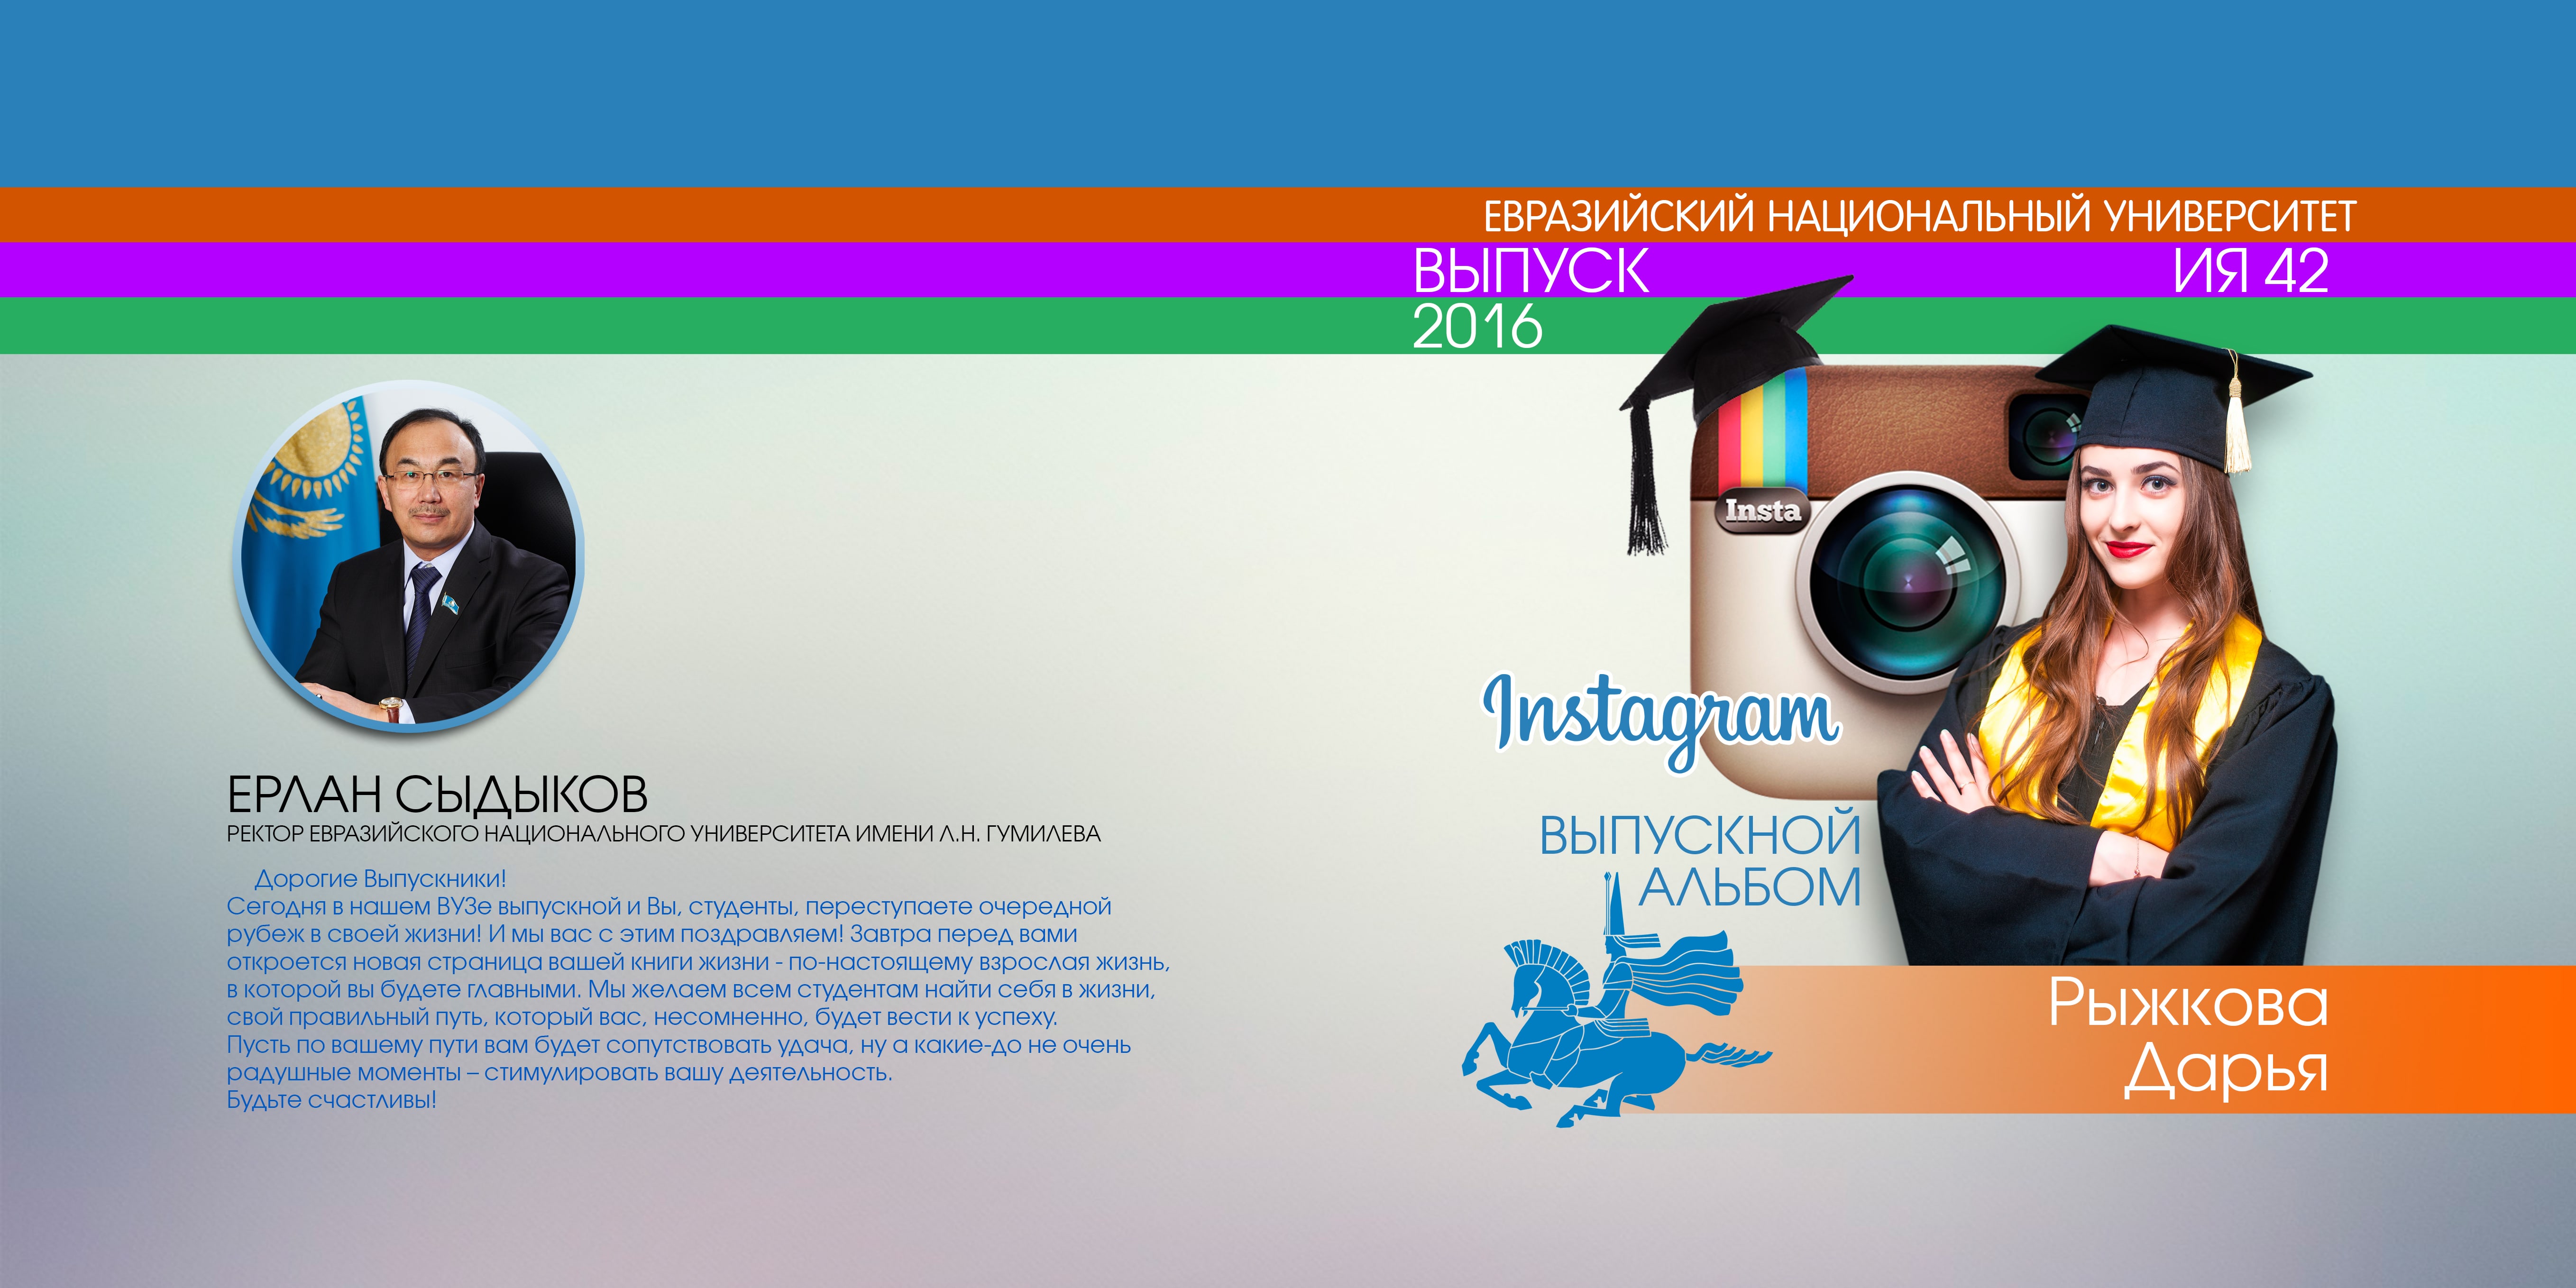 ЕВРАЗИЙСКИЙ НАЦИОНАЛЬНЫЙ УНИВЕРСИТЕТ
ВЫПУСК ИЯ 42
2016
Insta
Instagram
ВЫПУСКНОЙ
АЛЬБОМ
Рыжкова
Дарья
ЕРЛАН СЫДЫКОВ
РЕКТОР ЕВРАЗИЙСКОГО НАЦИОНАЛЬНОГО УНИВЕРСИТЕТА ИМЕНИ Л.Н. ГУМИЛЕВА
Дорогие Выпускники!
Сегодня в нашем ВУЗе выпускной и Вы, студенты, переступаете очередной
рубеж в своей жизни! И мы вас с этим поздравляем! Завтра перед вами
откроется новая страница вашей книги жизни - по-настоящему взрослая жизнь,
в которой вы будете главными. Мы желаем всем студентам найти себя в жизни,
свой правильный путь, который вас, несомненно, будет вести к успеху.
Пусть по вашему пути вам будет сопутствовать удача, ну а какие-до не очень
радушные моменты – стимулировать вашу деятельность.
Будьте счастливы!